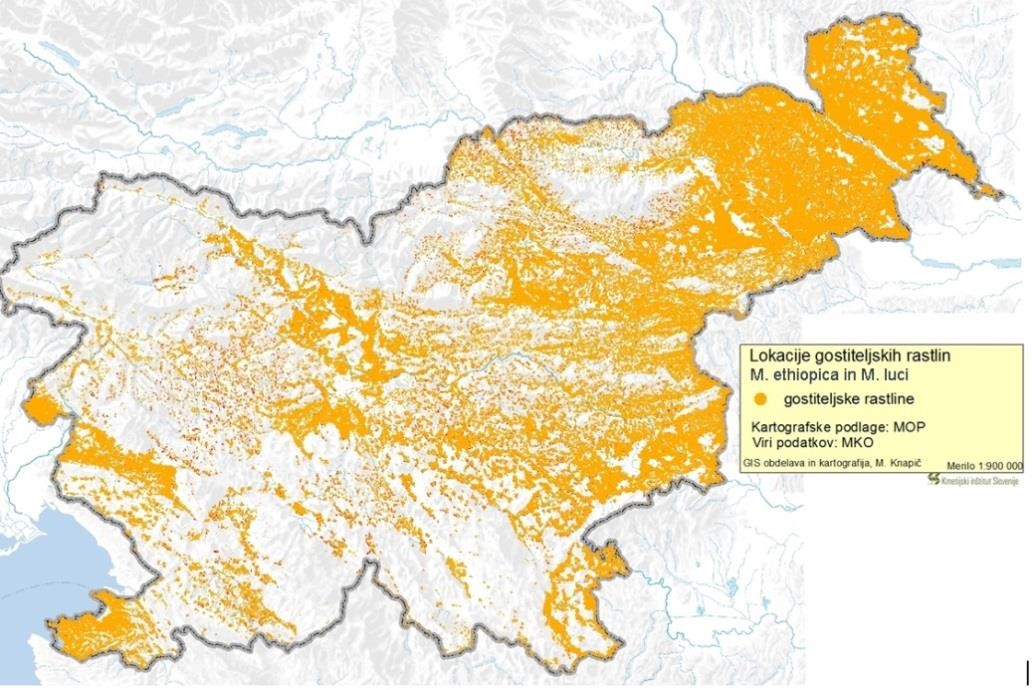 Lokacije gostiteljskih rastlin
M. ethiopica in M. luci
gostiteljske rastline
Kartografske podlage: MOP
Viri podatkov: MKO
GIS obdelava in kartografija, M. Knapič
Merilo 1:900 000
Kmetijski inštitut Slovenije